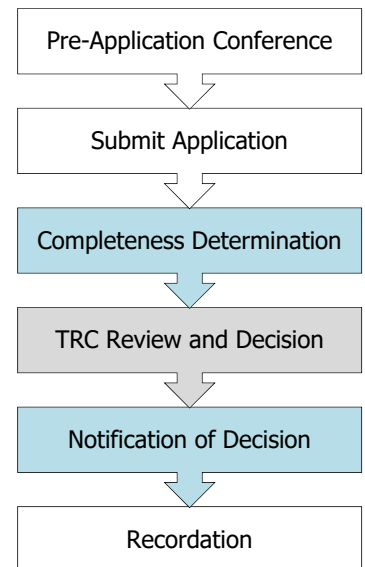 Pre-Application Conference
Submit Application
Completeness Determination
TRC Review and Decision
Notification of Decision
Recordation